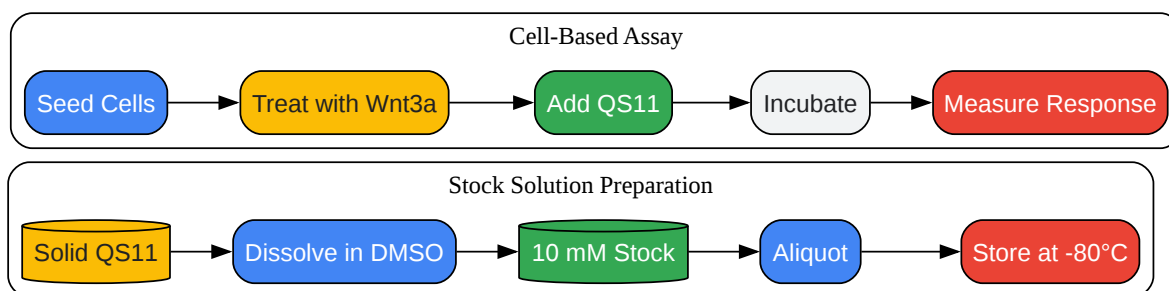 Cell-Based Assay
Seed Cells
Treat with Wnt3a
Add QS11
Incubate
Measure Response
Stock Solution Preparation
Solid QS11
Dissolve in DMSO
10 mM Stock
Aliquot
Store at -80°C